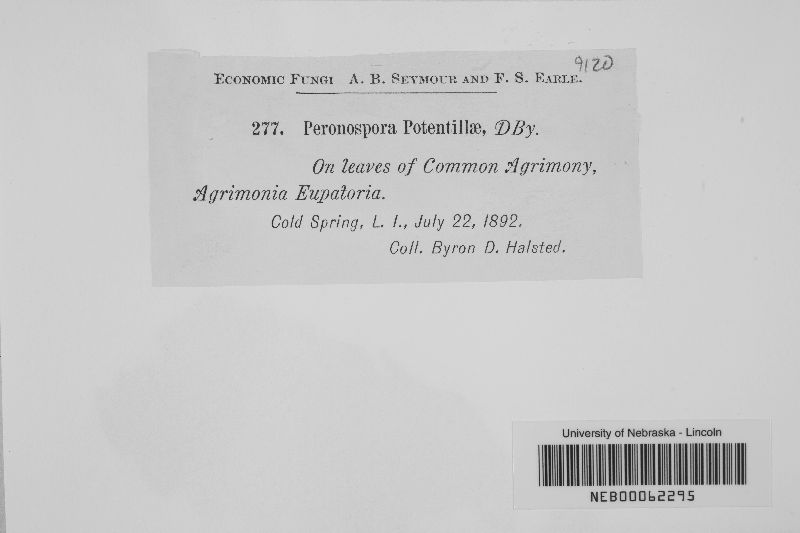 9120
Economic Fungi A. B. Seymour and F. S. Earle.
277. Peronospora Potentillæ, DBy.
On leaves of Common Agrimony,
Agrimonia Eupatoria.
Cold Spring, L. I., July 22, 1892.
Coll. Byron D. Halsted.
University of Nebraska - Lincoln
NEB00062295